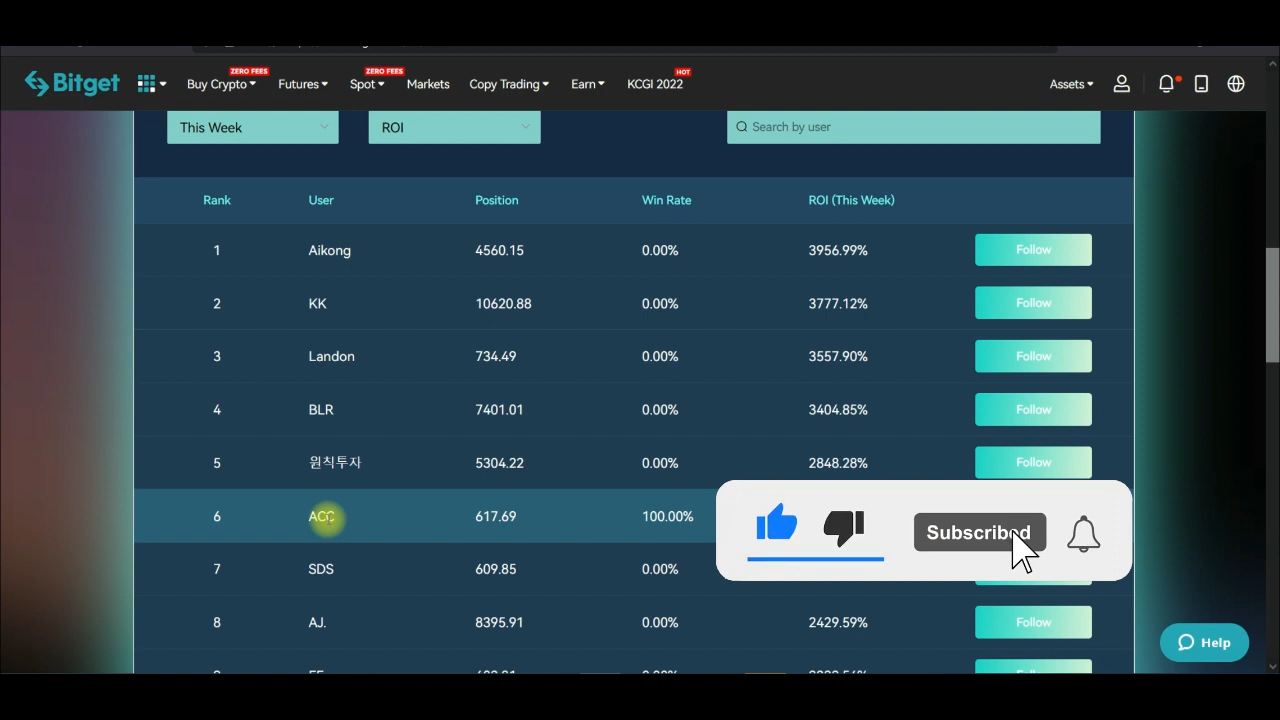 Bitget
Buy Crypto ZERO FEES Futures Spot ZERO FEES Markets Copy Trading Earn KCGI 2022 HOT Assets
This Week ROI Search by user
Rank User Position Win Rate ROI (This Week)
1 Aikong 4560.15 0.00% 3956.99% Follow
2 KK 10620.88 0.00% 3777.12% Follow
3 Landon 734.49 0.00% 3557.90% Follow
4 BLR 7401.01 0.00% 3404.85% Follow
5 원칙투자 5304.22 0.00% 2848.28% Follow
6 617.69 100.00%
Subscribed
7 SDS 609.85 0.00%
8 AJ. 8395.91 0.00% 2429.59% Follow
Help